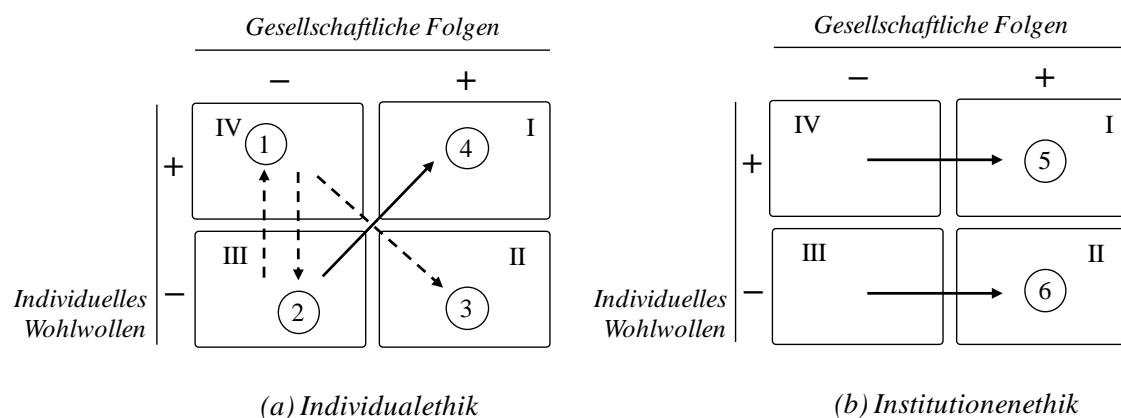 Gesellschaftliche Folgen
− +
IV I
1 4
+
III II
− 2 3
Individuelles
Wohlwollen
(a) Individualethik
Gesellschaftliche Folgen
− +
IV I
+ 5
III II
− 6
Individuelles
Wohlwollen
(b) Institutionenethik